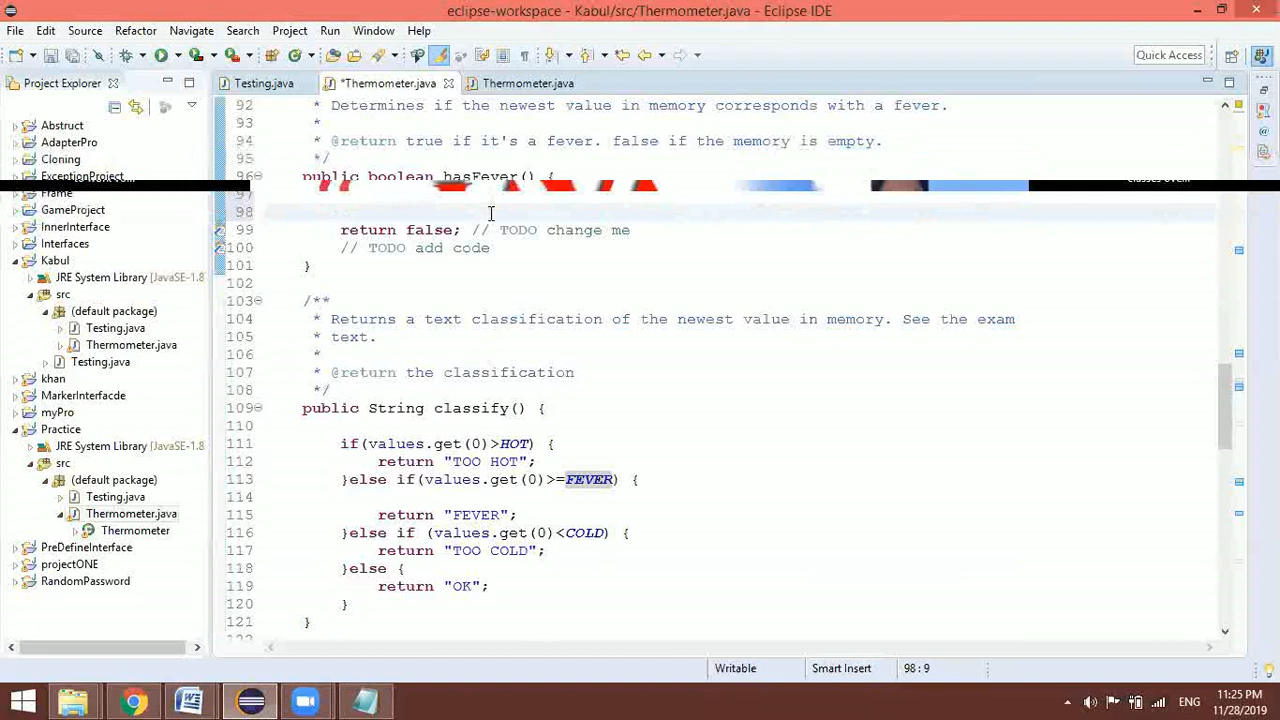 eclipse-workspace - Kabul/src/Thermometer.java - Eclipse IDE
File Edit Source Refactor Navigate Search Project Run Window Help
Quick Access
Project Explorer
Testing.java *Thermometer.java Thermometer.java
Abstruct
AdapterPro
Cloning
ExceptionProject
Frame
GameProject
InnerInterface
Interfaces
Kabul
JRE System Library [JavaSE-1.8
src
(default package)
Testing.java
Thermometer.java
Testing.java
khan
MarkerInterfacde
myPro
Practice
JRE System Library [JavaSE-1.8
src
(default package)
Testing.java
Thermometer.java
Thermometer
PreDefineInterface
projectONE
RandomPassword
92 * Determines if the newest value in memory corresponds with a fever.
93 *
94 * @return true if it's a fever. false if the memory is empty.
95 */
96 public boolean hasFever() {
97
98
99 return false; // TODO change me
100 // TODO add code
101 }
102
103 /**
104 * Returns a text classification of the newest value in memory. See the exam
105 * text.
106 *
107 * @return the classification
108 */
109 public String classify() {
110
111 if(values.get(0)>HOT) {
112 return "TOO HOT";
113 }else if(values.get(0)>=FEVER) {
114
115 return "FEVER";
116 }else if (values.get(0)<COLD) {
117 return "TOO COLD";
118 }else {
119 return "OK";
120 }
121 }
122
Writable Smart Insert 98 : 9
ENG
11:25 PM
11/28/2019